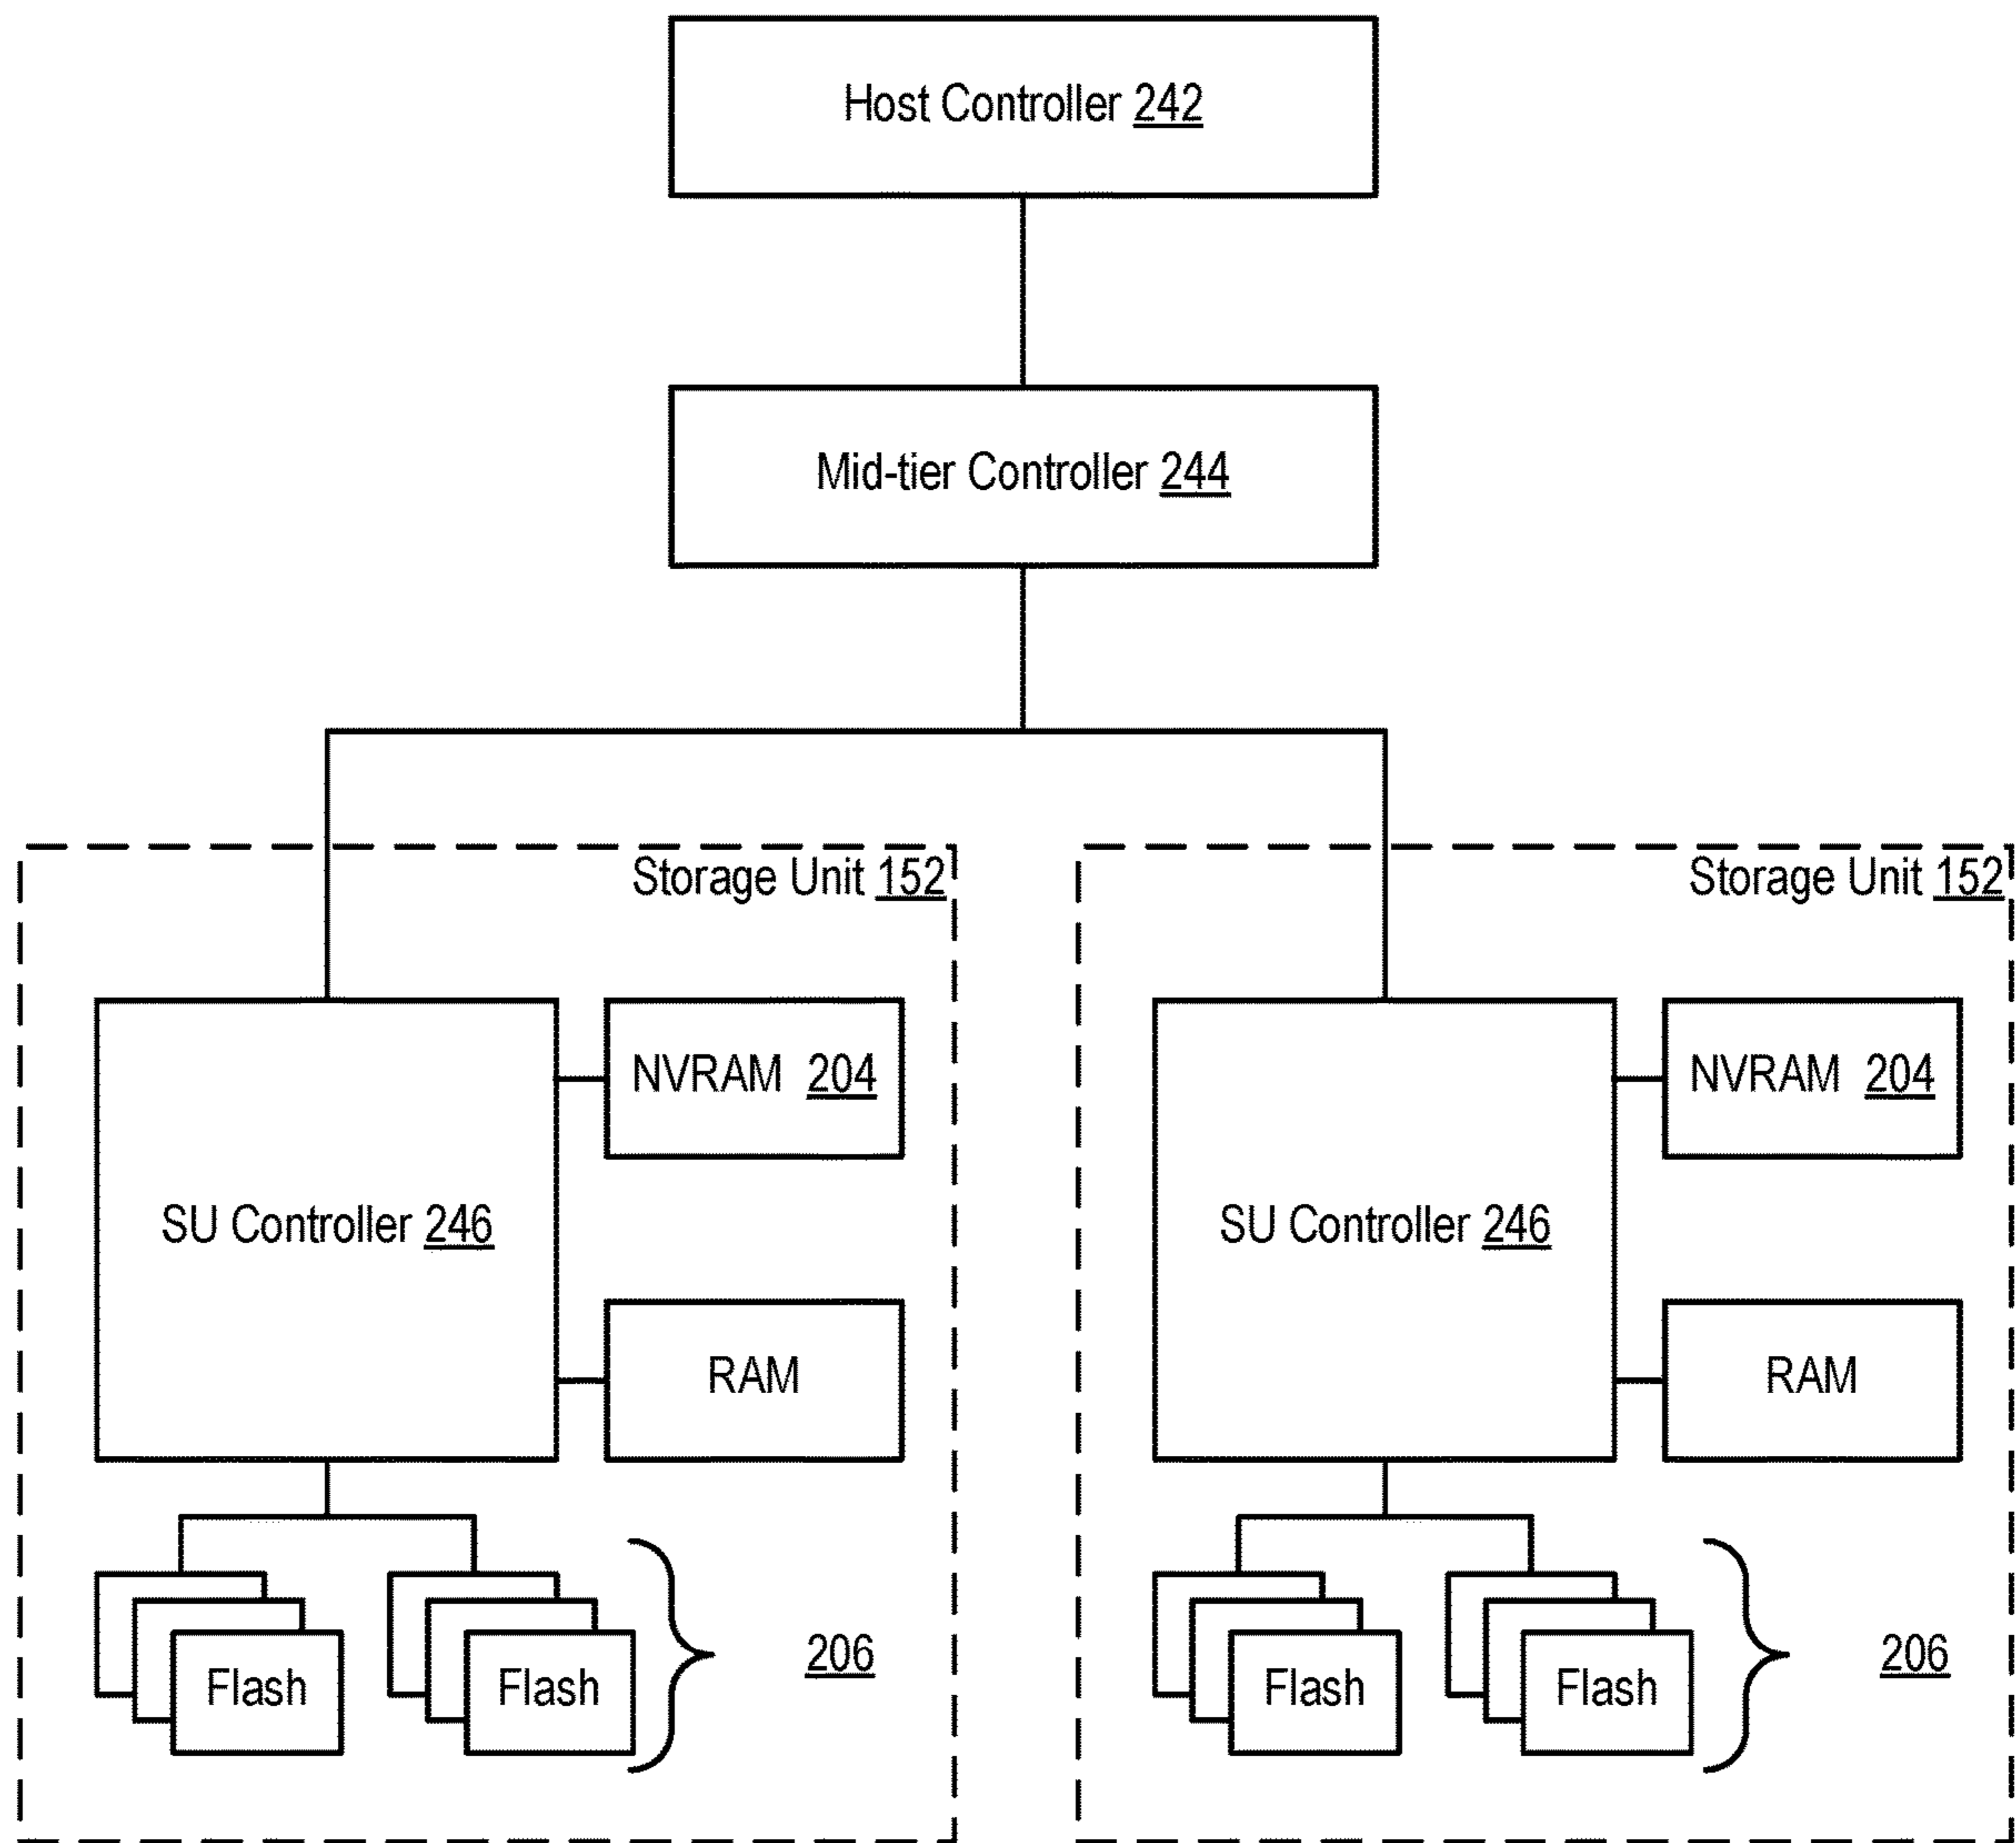 Host Controller 242
Mid-tier Controller 244
Storage Unit 152
Storage Unit 152
NVRAM 204
NVRAM 204
SU Controller 246
SU Controller 246
RAM
RAM
206
206
Flash
Flash
Flash
Flash